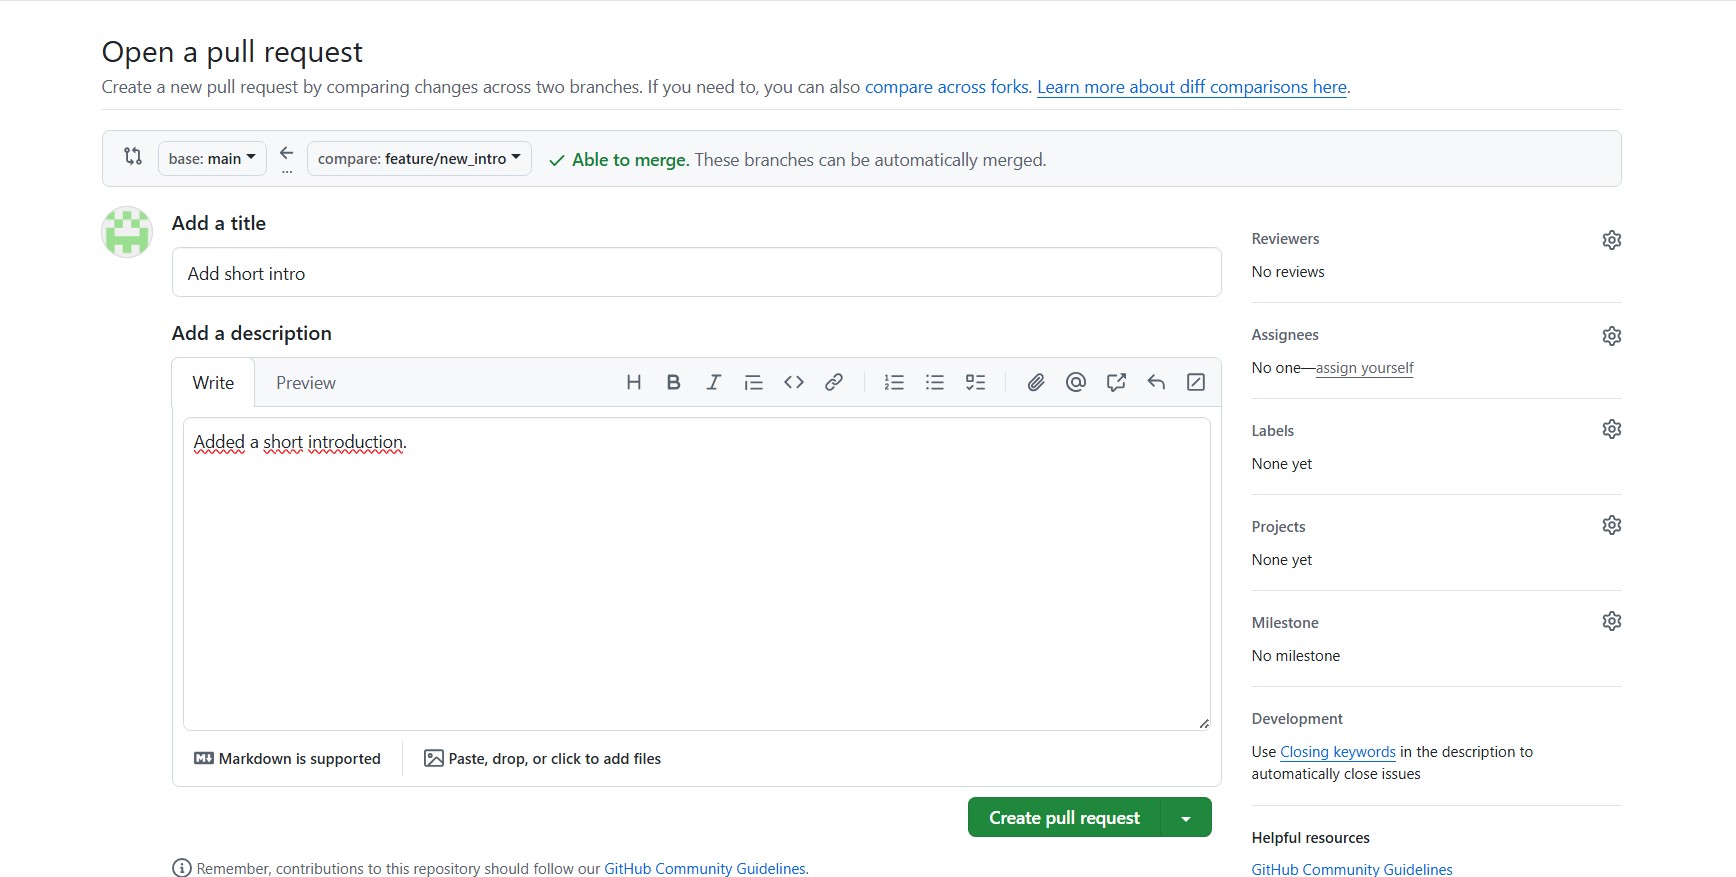 Open a pull request
Create a new pull request by comparing changes across two branches. If you need to, you can also compare across forks. Learn more about diff comparisons here.
base: main
...
compare: feature/new_intro
Able to merge. These branches can be automatically merged.
Add a title
Add short intro
Add a description
Write
Preview
Added a short introduction.
Markdown is supported
Paste, drop, or click to add files
Create pull request
Remember, contributions to this repository should follow our GitHub Community Guidelines.
Reviewers
No reviews
Assignees
No one—assign yourself
Labels
None yet
Projects
None yet
Milestone
No milestone
Development
Use Closing keywords in the description to
automatically close issues
Helpful resources
GitHub Community Guidelines